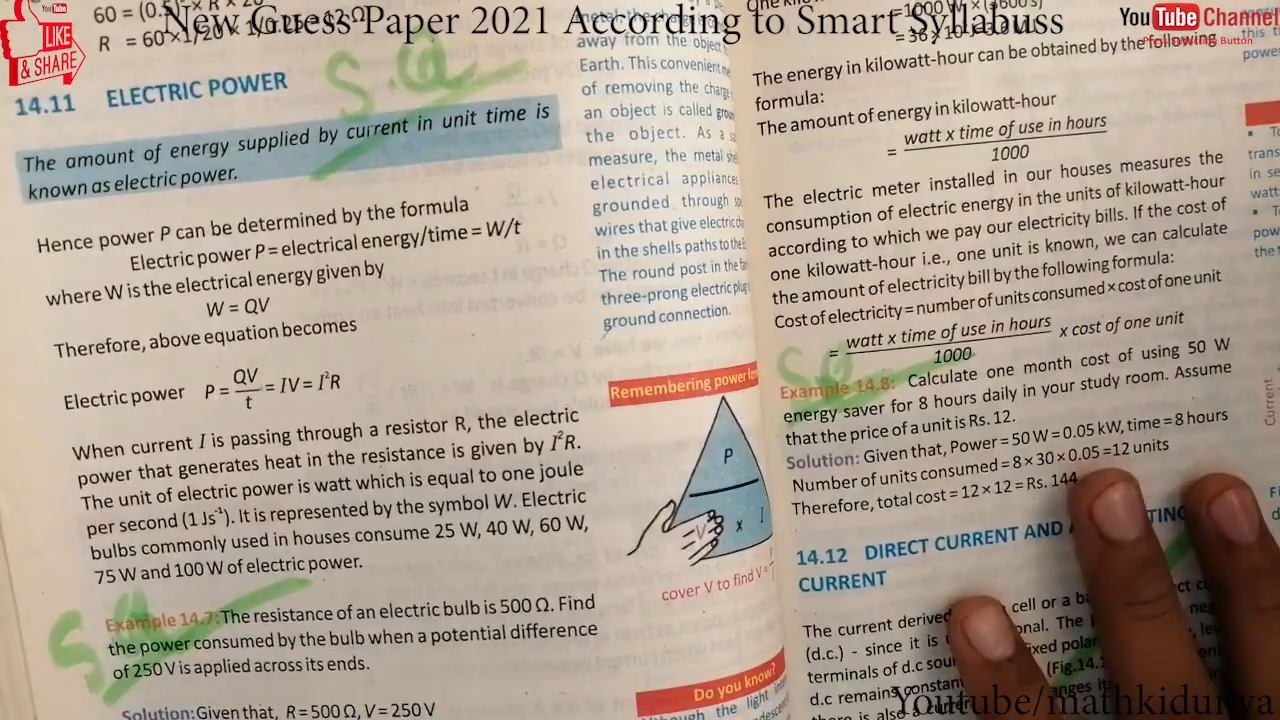 New Guess Paper 2021 According to Smart Syllabuss
YouTube Channel
Button
LIKE
& SHARE
14.11 ELECTRIC POWER
The amount of energy supplied by current in unit time is
known as electric power.
Hence power P can be determined by the formula
Electric power P = electrical energy/time = W/t
where W is the electrical energy given by
W = QV
Therefore, above equation becomes
Electric power P = QV/t = IV = I²R
When current I is passing through a resistor R, the electric
power that generates heat in the resistance is given by I²R.
The unit of electric power is watt which is equal to one joule
per second (1 Js⁻¹). It is represented by the symbol W. Electric
bulbs commonly used in houses consume 25 W, 40 W, 60 W,
75 W and 100 W of electric power.
Example 14.7: The resistance of an electric bulb is 500 Ω. Find
the power consumed by the bulb when a potential difference
of 250 V is applied across its ends.
Solution: Given that, R = 500 Ω, V = 250 V
away from the object
Earth. This convenient
of removing the charge
an object is called
the object. As a
measure, the metal
electrical appliances
grounded through
wires that give electric
in the shells paths to the
The round post in the
three-prong electric plug
ground connection.
Remembering power
P
V x I
cover V to find V =
Do you know?
the light
The energy in kilowatt-hour can be obtained by the following
formula:
The amount of energy in kilowatt-hour
= watt x time of use in hours
1000
The electric meter installed in our houses measures the
consumption of electric energy in the units of kilowatt-hour
according to which we pay our electricity bills. If the cost of
one kilowatt-hour i.e., one unit is known, we can calculate
the amount of electricity bill by the following formula:
Cost of electricity = number of units consumed × cost of one unit
= watt x time of use in hours x cost of one unit
1000
Example 14.8: Calculate one month cost of using 50 W
energy saver for 8 hours daily in your study room. Assume
that the price of a unit is Rs. 12.
Solution: Given that, Power = 50 W = 0.05 kW, time = 8 hours
Number of units consumed = 8 × 30 × 0.05 = 12 units
Therefore, total cost = 12 × 12 = Rs. 144
14.12 DIRECT CURRENT AND
CURRENT
The current derived cell or a
(d.c.) - since it is
terminals of d.c
d.c remains constant
there is also a
Current
Youtube/mathkidunya